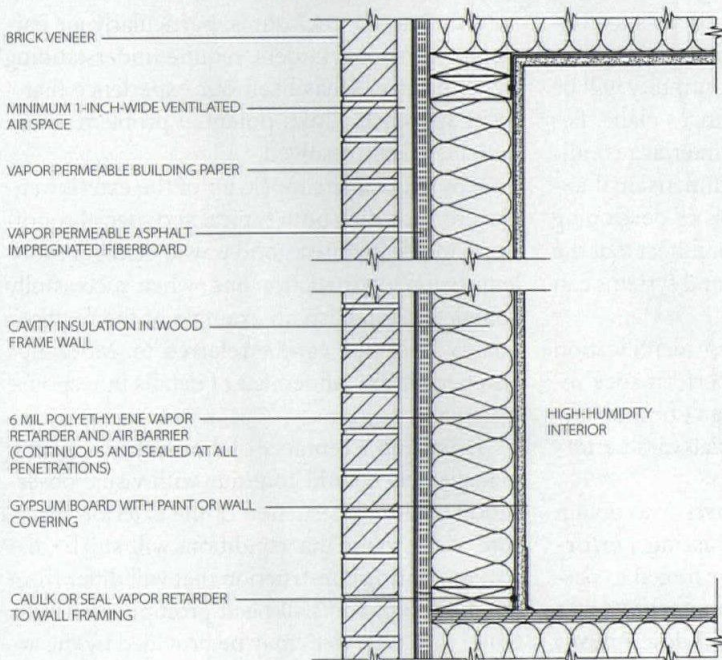 BRICK VENEER
MINIMUM 1-INCH-WIDE VENTILATED
AIR SPACE
VAPOR PERMEABLE BUILDING PAPER
VAPOR PERMEABLE ASPHALT
IMPREGNATED FIBERBOARD
CAVITY INSULATION IN WOOD
FRAME WALL
6 MIL POLYETHYLENE VAPOR
RETARDER AND AIR BARRIER
(CONTINUOUS AND SEALED AT ALL
PENETRATIONS)
HIGH-HUMIDITY
INTERIOR
GYPSUM BOARD WITH PAINT OR WALL
COVERING
CAULK OR SEAL VAPOR RETARDER
TO WALL FRAMING